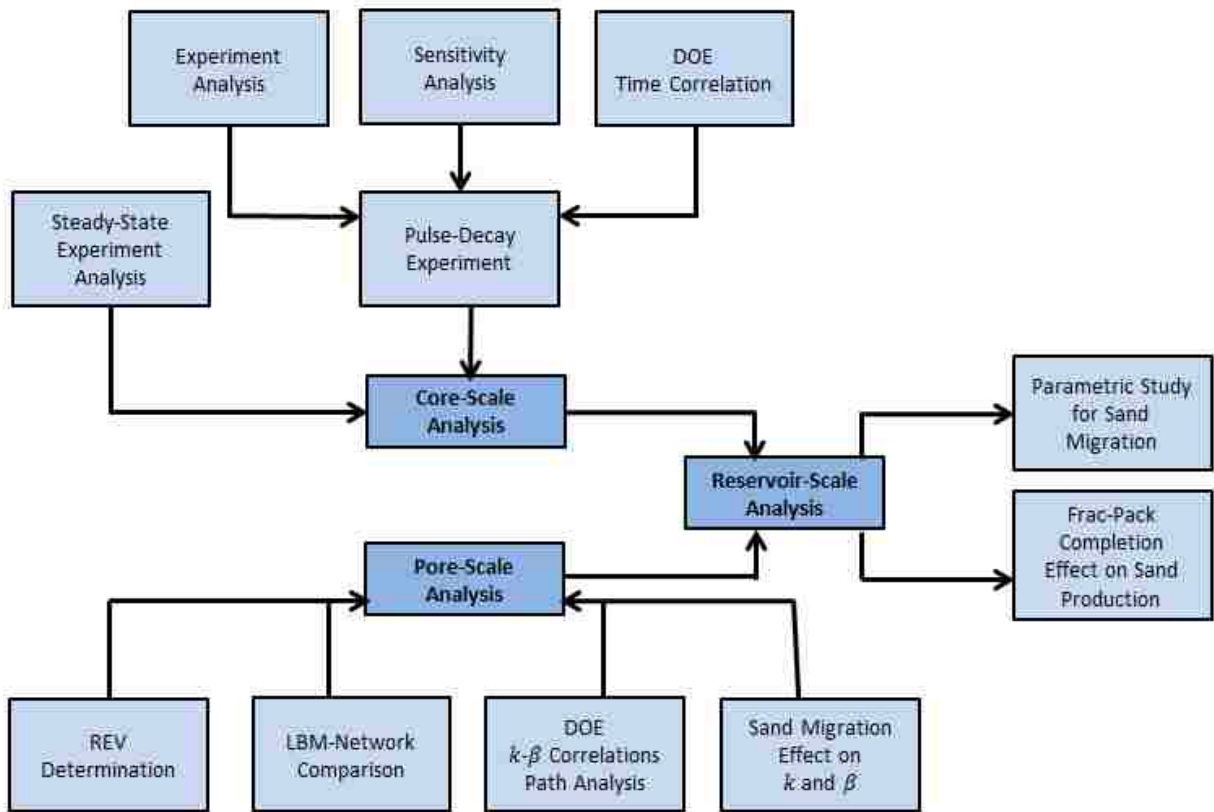 Experiment
Analysis
Sensitivity
Analysis
DOE
Time Correlation
Steady-State
Experiment
Analysis
Pulse-Decay
Experiment
Core-Scale
Analysis
Parametric Study
for Sand
Migration
Reservoir-Scale
Analysis
Frac-Pack
Completion
Effect on Sand
Production
Pore-Scale
Analysis
REV
Determination
LBM-Network
Comparison
DOE
k-β Correlations
Path Analysis
Sand Migration
Effect on
k and β